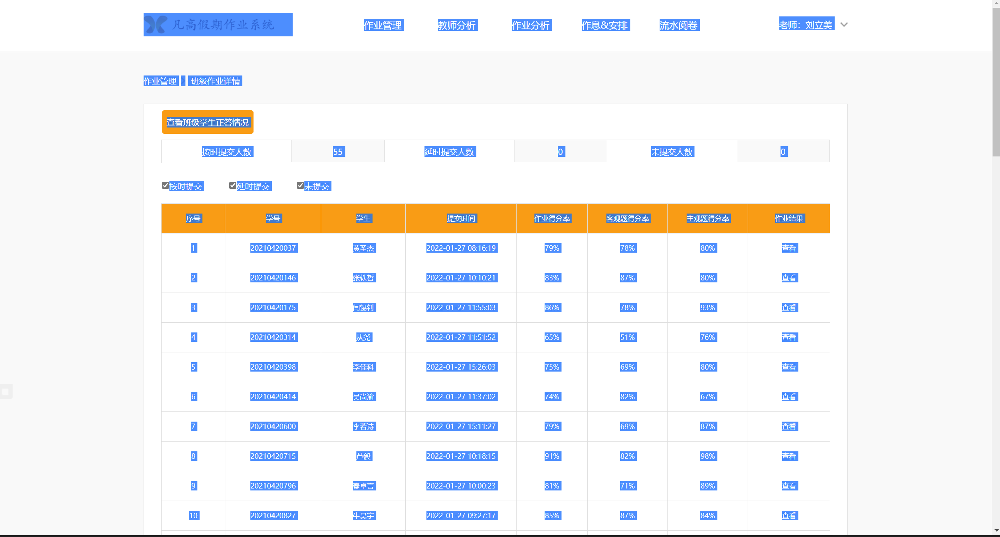 凡高假期作业系统 作业管理 教师分析 作业分析 作息&安排 流水阅卷 老师：刘立美
作业管理 > 班级作业详情
查看班级学生正答情况
按时提交人数 55 延时提交人数 0 未提交人数 0
按时提交 延时提交 未提交
序号 学号 学生 提交时间 作业得分率 客观题得分率 主观题得分率 作业结果
1 20210420037 黄圣杰 2022-01-27 08:16:19 79% 78% 80% 查看
2 20210420146 张轶哲 2022-01-27 10:10:21 83% 87% 80% 查看
3 20210420175 闫锡钊 2022-01-27 11:55:03 86% 78% 93% 查看
4 20210420314 从尧 2022-01-27 11:51:52 65% 51% 76% 查看
5 20210420398 李佳科 2022-01-27 15:26:03 75% 69% 80% 查看
6 20210420414 吴尚渝 2022-01-27 11:37:02 74% 82% 67% 查看
7 20210420600 李若诗 2022-01-27 15:11:27 79% 69% 87% 查看
8 20210420715 芦毅 2022-01-27 10:18:15 91% 82% 98% 查看
9 20210420796 秦卓言 2022-01-27 10:00:23 81% 71% 89% 查看
10 20210420827 牛昊宇 2022-01-27 09:27:17 85% 87% 84% 查看